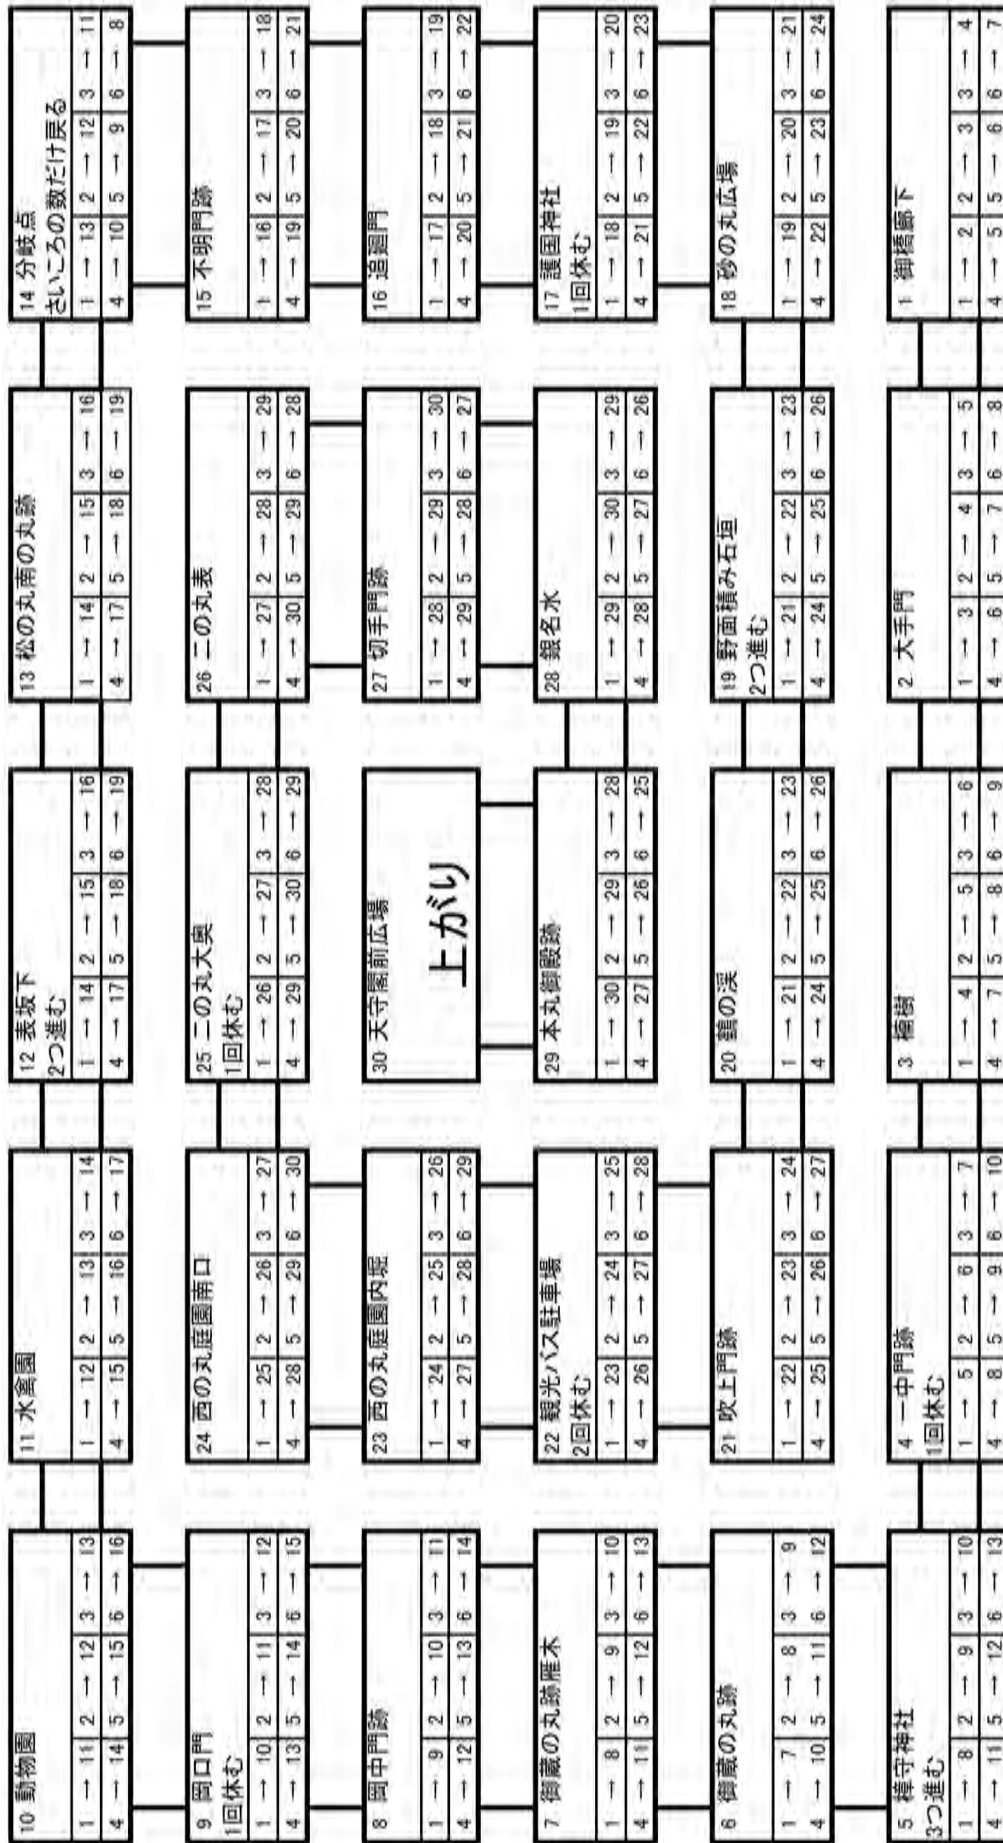 10 動物園
1 → 11 2 → 12 3 → 13
4 → 14 5 → 15 6 → 16
11 水禽園
1 → 12 2 → 13 3 → 14
4 → 15 5 → 16 6 → 17
12 表坂下
2つ進む
1 → 14 2 → 15 3 → 16
4 → 17 5 → 18 6 → 19
13 松の丸南の丸跡
1 → 14 2 → 15 3 → 16
4 → 17 5 → 18 6 → 19
14 分岐点
さいころの数だけ戻る
1 → 13 2 → 12 3 → 11
4 → 10 5 → 9 6 → 8
9 岡口門
1回休む
1 → 10 2 → 11 3 → 12
4 → 13 5 → 14 6 → 15
24 西の丸庭園南口
1 → 25 2 → 26 3 → 27
4 → 28 5 → 29 6 → 30
25 二の丸大奥
1回休む
1 → 26 2 → 27 3 → 28
4 → 29 5 → 30 6 → 29
26 二の丸表
1 → 27 2 → 28 3 → 29
4 → 30 5 → 29 6 → 28
15 不明門跡
1 → 16 2 → 17 3 → 18
4 → 19 5 → 20 6 → 21
8 岡中門跡
1 → 9 2 → 10 3 → 11
4 → 12 5 → 13 6 → 14
23 西の丸庭園内堀
1 → 24 2 → 25 3 → 26
4 → 27 5 → 28 6 → 29
30 天守閣前広場
上がり
27 切手門跡
1 → 28 2 → 29 3 → 30
4 → 29 5 → 28 6 → 27
16 追廻門
1 → 17 2 → 18 3 → 19
4 → 20 5 → 21 6 → 22
7 御蔵の丸跡雁木
1 → 8 2 → 9 3 → 10
4 → 11 5 → 12 6 → 13
22 観光バス駐車場
2回休む
1 → 23 2 → 24 3 → 25
4 → 26 5 → 27 6 → 28
29 本丸御殿跡
1 → 30 2 → 29 3 → 28
4 → 27 5 → 26 6 → 25
28 銀名水
1 → 29 2 → 30 3 → 29
4 → 28 5 → 27 6 → 26
17 護国神社
1回休む
1 → 18 2 → 19 3 → 20
4 → 21 5 → 22 6 → 23
6 御蔵の丸跡
1 → 7 2 → 8 3 → 9
4 → 10 5 → 11 6 → 12
21 吹上門跡
1 → 22 2 → 23 3 → 24
4 → 25 5 → 26 6 → 27
20 鶴の渓
1 → 21 2 → 22 3 → 23
4 → 24 5 → 25 6 → 26
19 野面積み石垣
2つ進む
1 → 21 2 → 22 3 → 23
4 → 24 5 → 25 6 → 26
18 砂の丸広場
1 → 19 2 → 20 3 → 21
4 → 22 5 → 23 6 → 24
5 樟守神社
3つ進む
1 → 8 2 → 9 3 → 10
4 → 11 5 → 12 6 → 13
4 一中門跡
1回休む
1 → 5 2 → 6 3 → 7
4 → 8 5 → 9 6 → 10
3 樟樹
1 → 4 2 → 5 3 → 6
4 → 7 5 → 8 6 → 9
2 大手門
1 → 3 2 → 4 3 → 5
4 → 6 5 → 7 6 → 8
1 御橋廊下
1 → 2 2 → 3 3 → 4
4 → 5 5 → 6 6 → 7